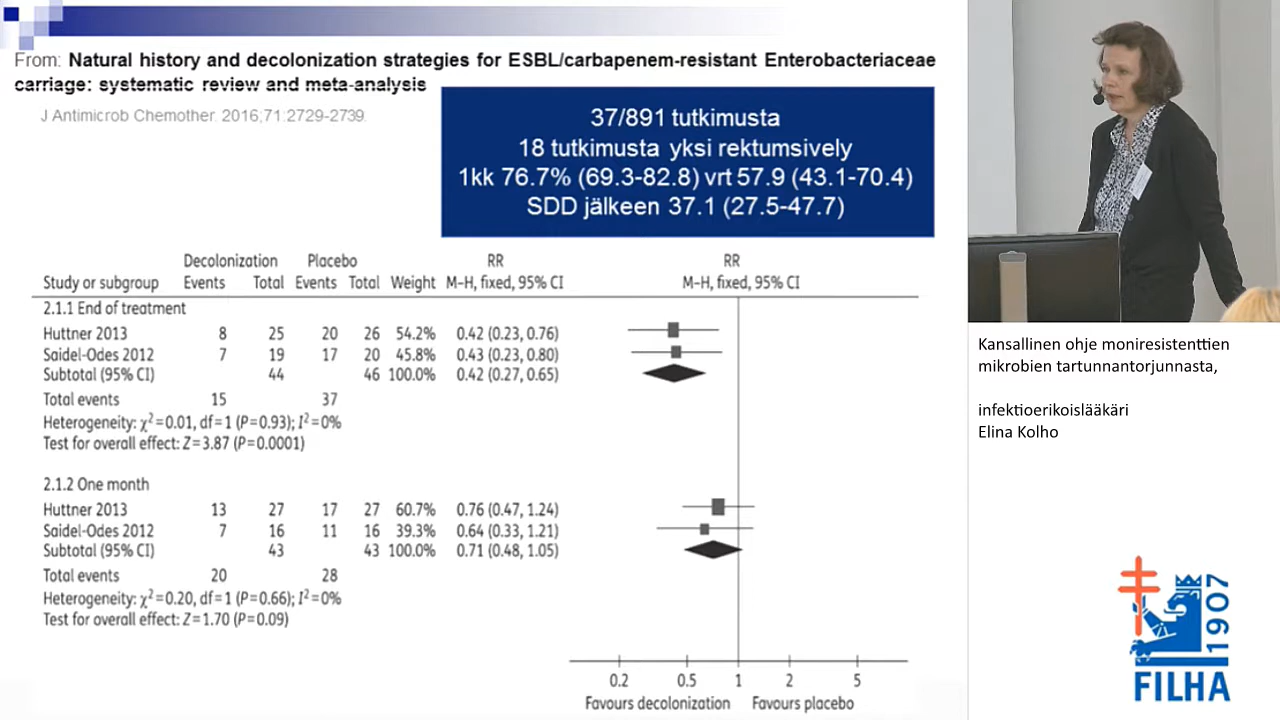 From: Natural history and decolonization strategies for ESBL/carbapenem-resistant Enterobacteriaceae
carriage: systematic review and meta-analysis
J Antimicrob Chemother. 2016;71:2729-2739.
37/891 tutkimusta
18 tutkimusta yksi rektumsively
1kk 76.7% (69.3-82.8) vrt 57.9 (43.1-70.4)
SDD jälkeen 37.1 (27.5-47.7)
Decolonization Placebo RR RR
Study or subgroup Events Total Events Total Weight M–H, fixed, 95% CI M–H, fixed, 95% CI
2.1.1 End of treatment
Huttner 2013 8 25 20 26 54.2% 0.42 (0.23, 0.76)
Saidel-Odes 2012 7 19 17 20 45.8% 0.43 (0.23, 0.80)
Subtotal (95% CI) 44 46 100.0% 0.42 (0.27, 0.65)
Total events 15 37
Heterogeneity: χ²=0.01, df=1 (P=0.93); I²=0%
Test for overall effect: Z=3.87 (P=0.0001)
2.1.2 One month
Huttner 2013 13 27 17 27 60.7% 0.76 (0.47, 1.24)
Saidel-Odes 2012 7 16 11 16 39.3% 0.64 (0.33, 1.21)
Subtotal (95% CI) 43 43 100.0% 0.71 (0.48, 1.05)
Total events 20 28
Heterogeneity: χ²=0.20, df=1 (P=0.66); I²=0%
Test for overall effect: Z=1.70 (P=0.09)
0.2 0.5 1 2 5
Favours decolonization Favours placebo
Kansallinen ohje moniresistenttien
mikrobien tartunnantorjunnasta,
infektioerikoislääkäri
Elina Kolho
1907
FILHA